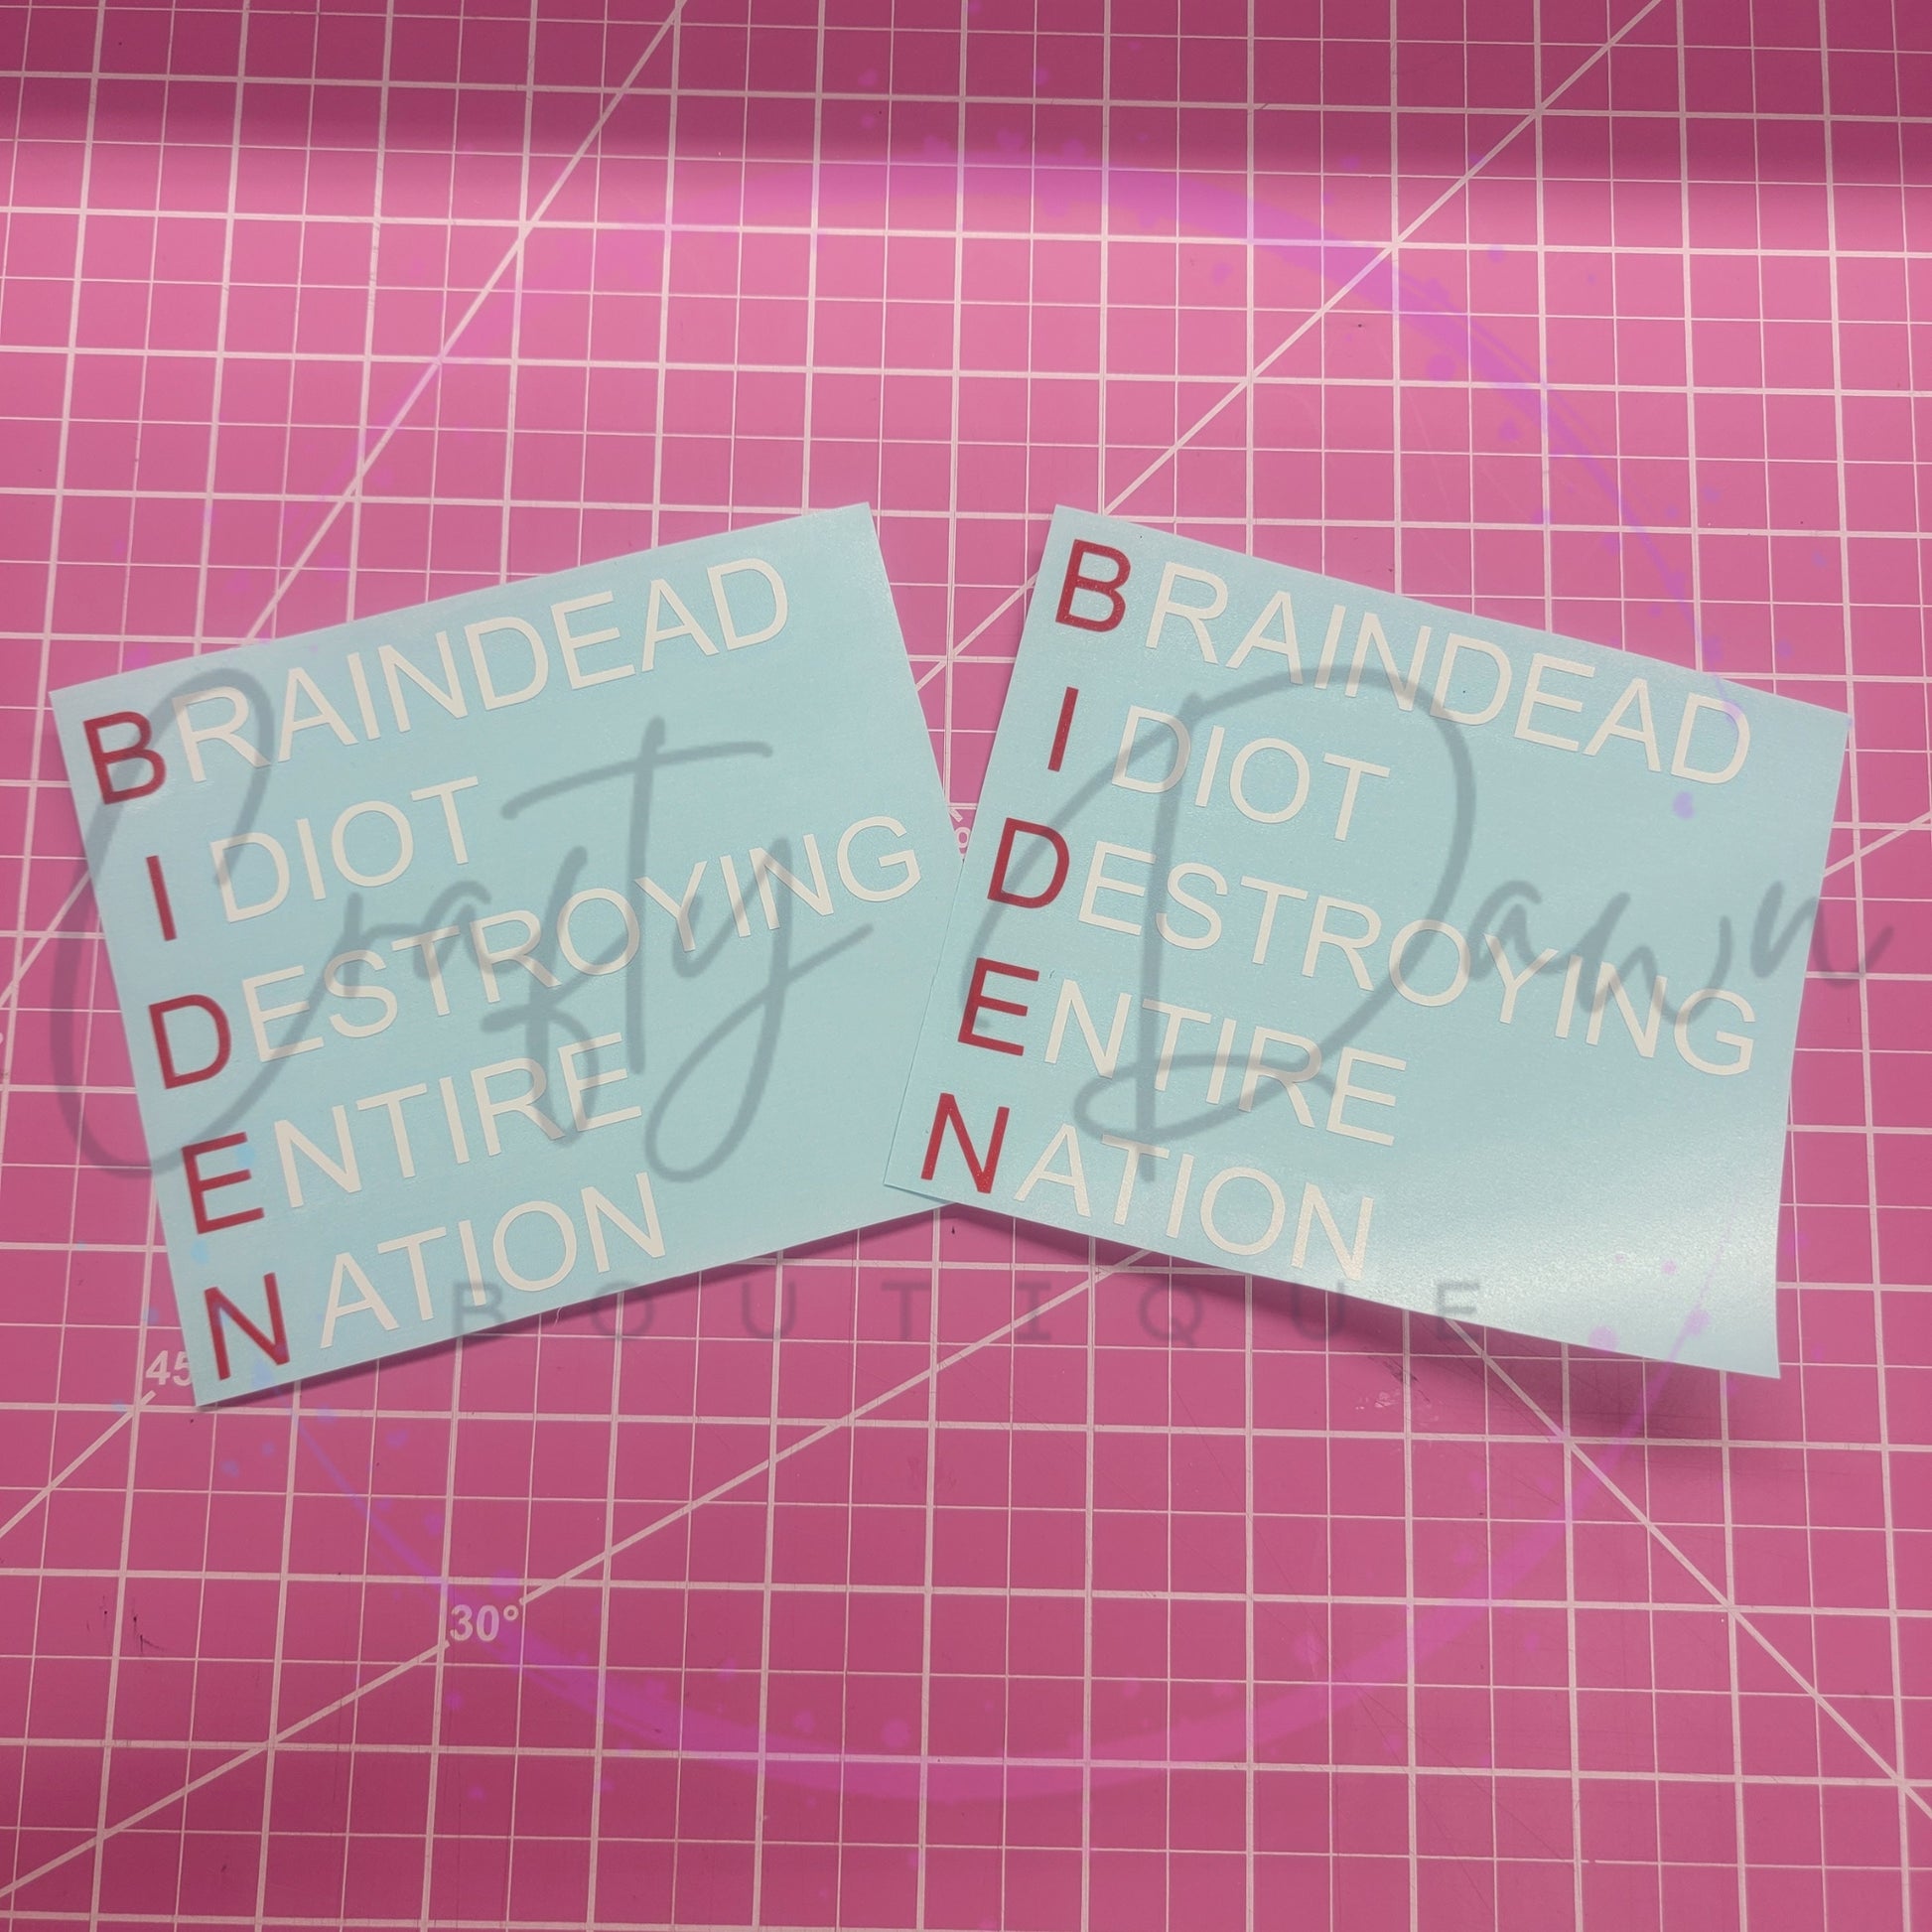 BRAINDEAD
IDIOT
DESTROYING
ENTIRE
NATION
BRAINDEAD
IDIOT
DESTROYING
ENTIRE
NATION
Crafty Dawn
BOUTIQUE
45
30°